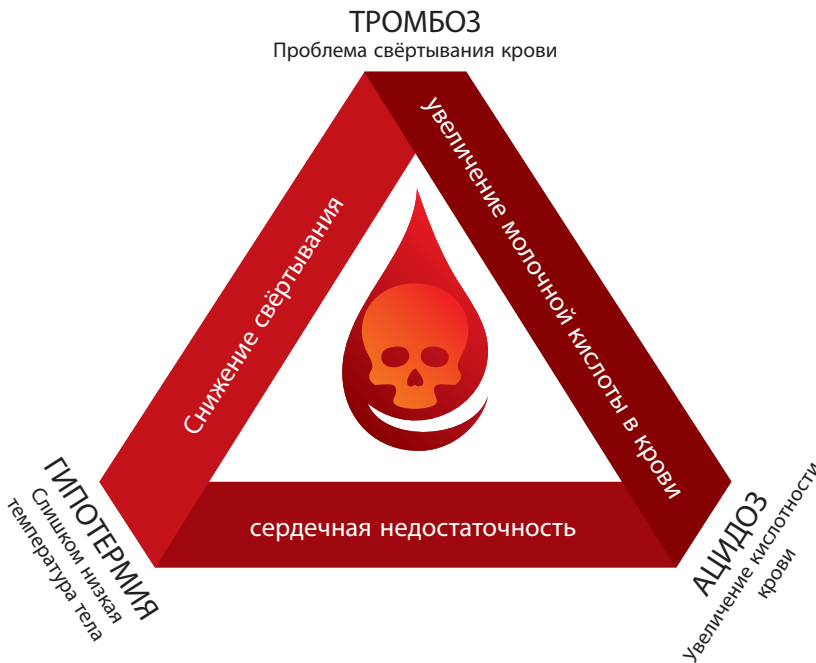 ТРОМБОЗ
Проблема свёртывания крови
Снижение свёртывания
увеличение молочной кислоты в крови
сердечная недостаточность
ГИПОТЕРМИЯ
Слишком низкая
температура тела
АЦИДОЗ
Увеличение кислотности
крови